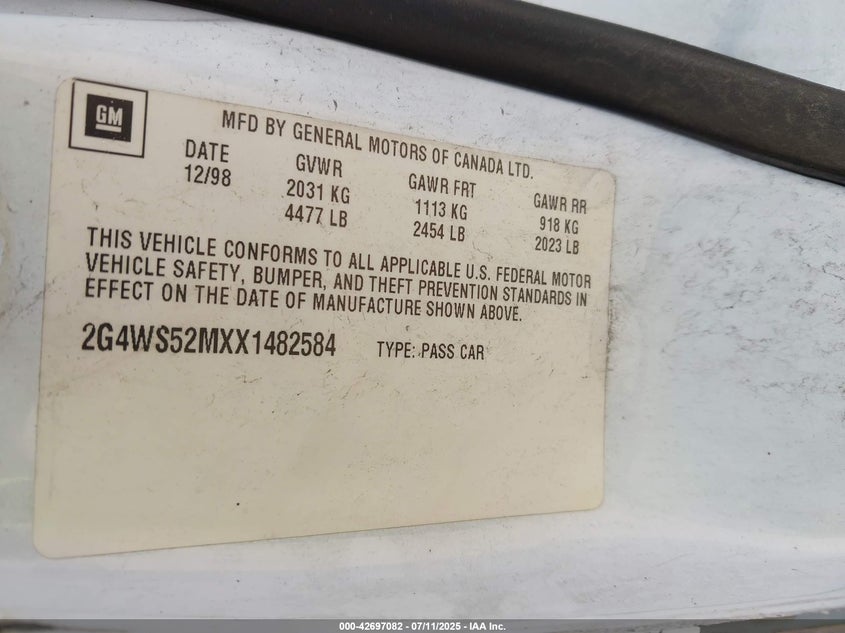 GM
MFD BY GENERAL MOTORS OF CANADA LTD.
DATE GVWR GAWR FRT GAWR RR
12/98 2031 KG 1113 KG 918 KG
4477 LB 2454 LB 2023 LB
THIS VEHICLE CONFORMS TO ALL APPLICABLE U.S. FEDERAL MOTOR
VEHICLE SAFETY, BUMPER, AND THEFT PREVENTION STANDARDS IN
EFFECT ON THE DATE OF MANUFACTURE SHOWN ABOVE.
2G4WS52MXX1482584 TYPE: PASS CAR
000-42697082 - 07/11/2025 - IAA Inc.